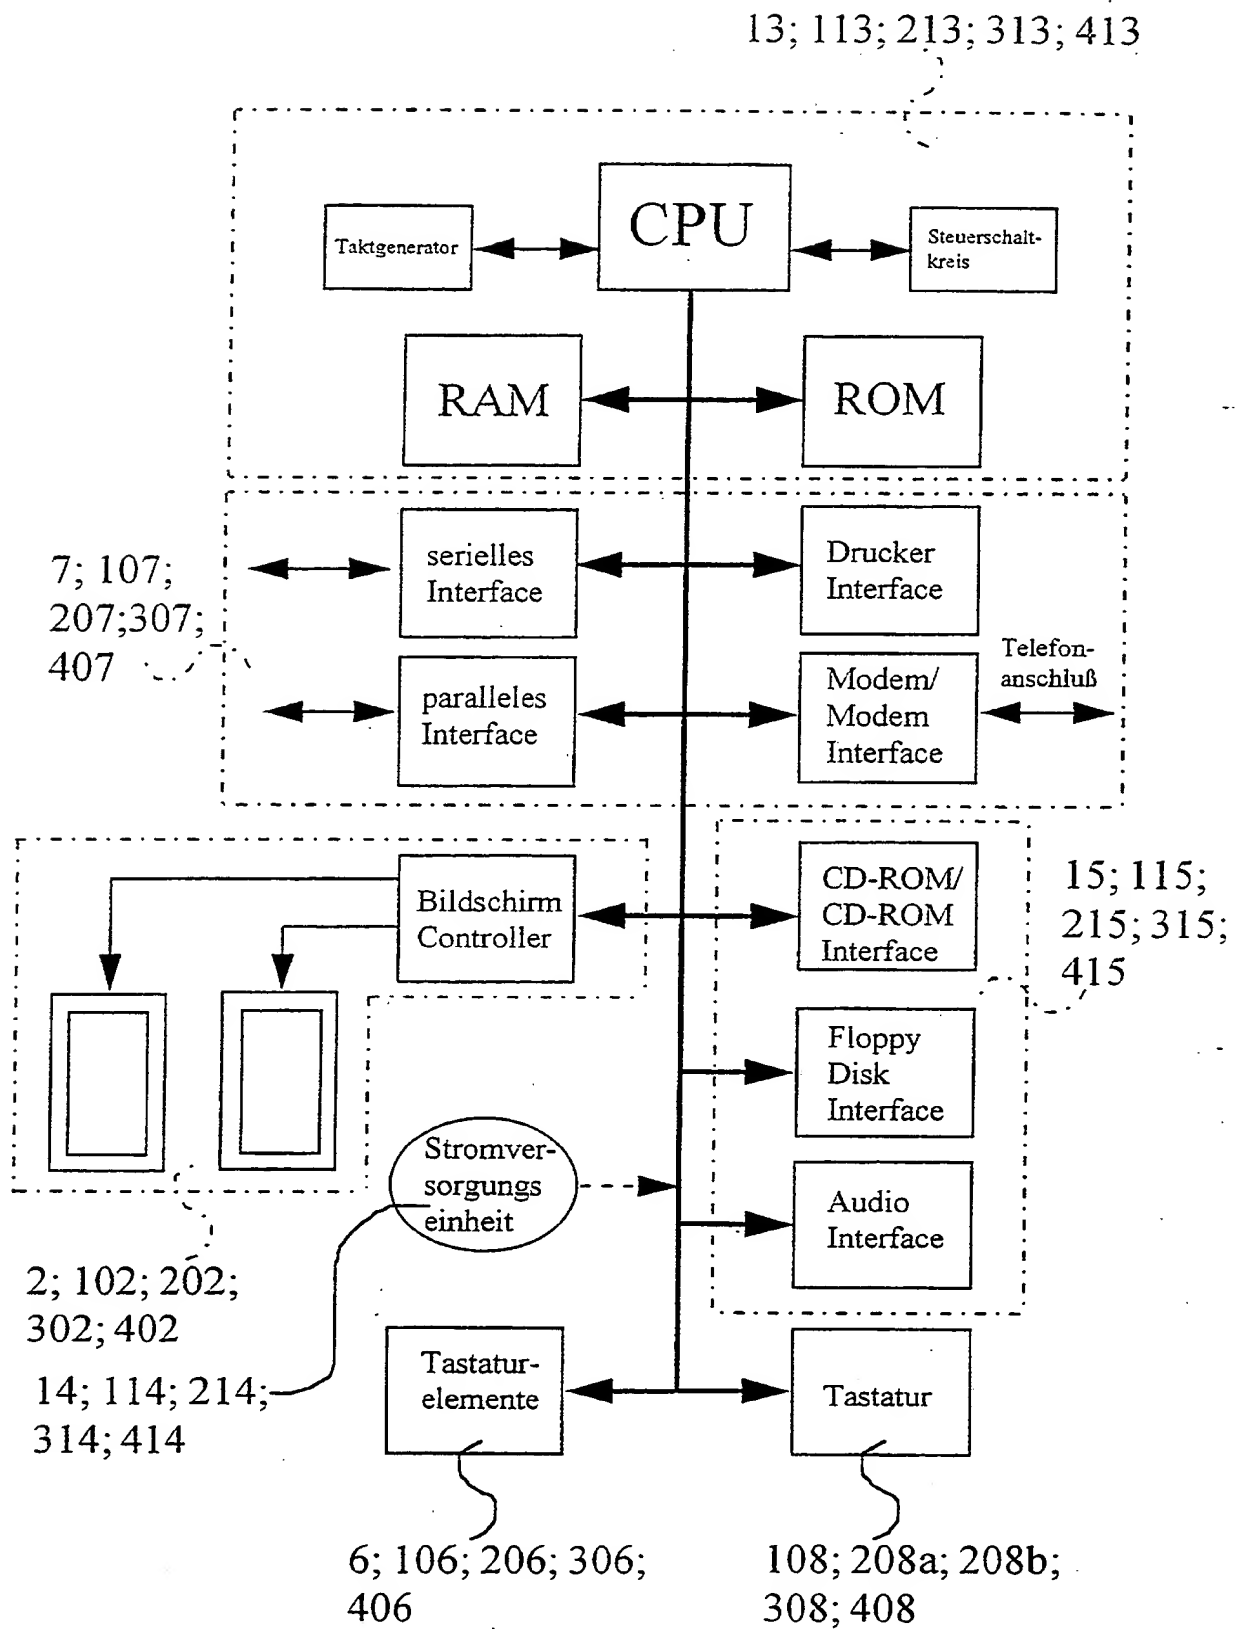 13; 113; 213; 313; 413
CPU
Taktgenerator
Steuerschalt-
kreis
RAM
ROM
serielles
Interface
Drucker
Interface
7; 107;
207;307;
407
paralleles
Interface
Modem/
Modem
Interface
Telefon-
anschluß
Bildschirm
Controller
CD-ROM/
CD-ROM
Interface
15; 115;
215; 315;
415
Floppy
Disk
Interface
Stromver-
sorgungs
einheit
Audio
Interface
2; 102; 202;
302; 402
14; 114; 214;
314; 414
Tastatur-
elemente
Tastatur
6; 106; 206; 306;
406
108; 208a; 208b;
308; 408